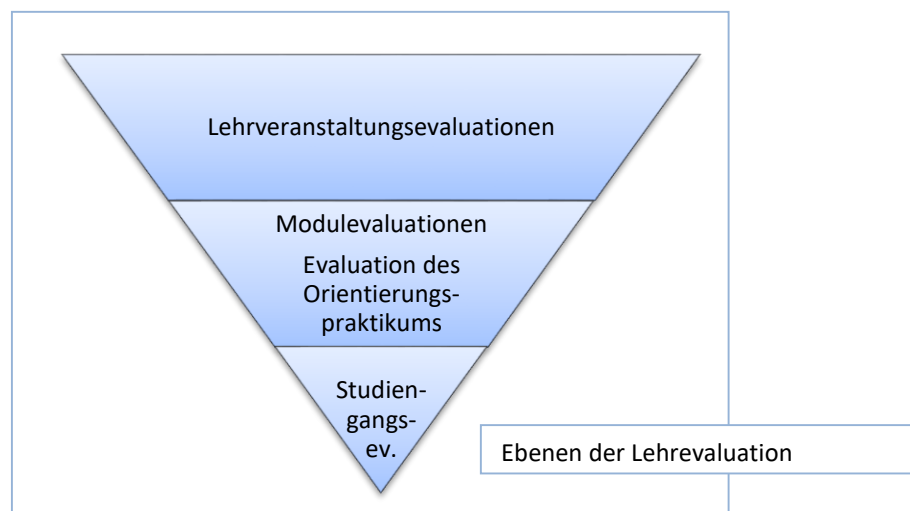 Lehrveranstaltungsevaluationen
Modulevaluationen
Evaluation des
Orientierungs-
praktikums
Studien-
gangs-
ev.
Ebenen der Lehrevaluation